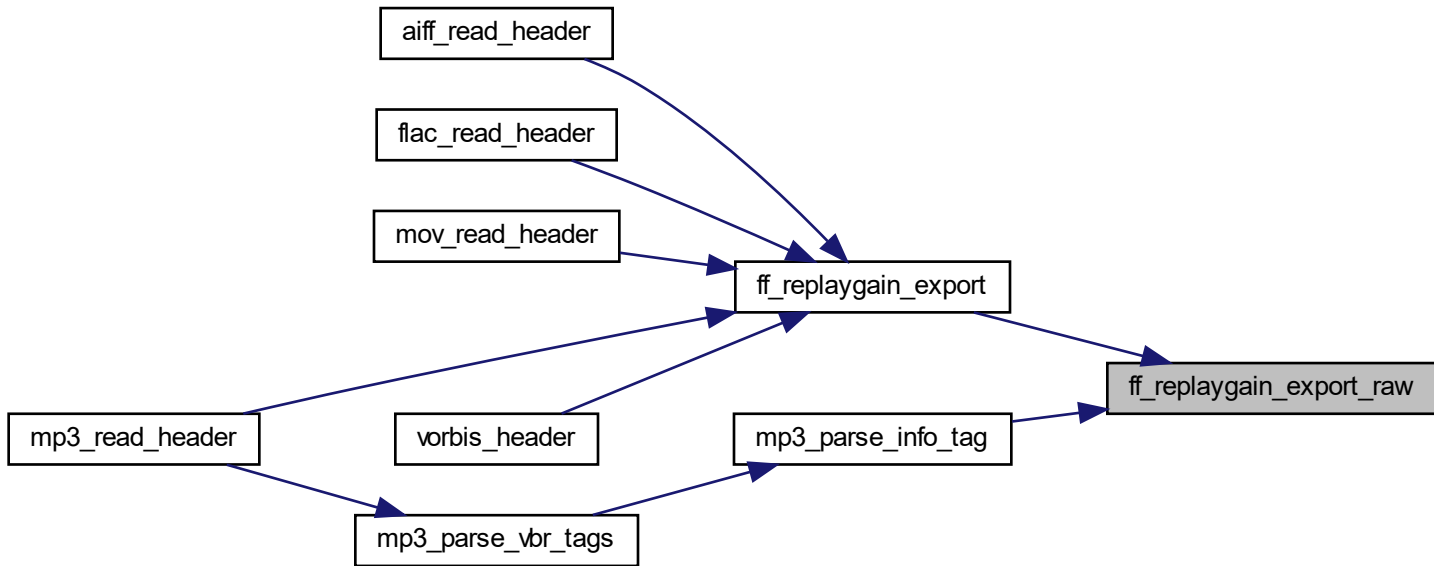 aiff_read_header
flac_read_header
mov_read_header
ff_replaygain_export
ff_replaygain_export_raw
mp3_read_header
vorbis_header
mp3_parse_info_tag
mp3_parse_vbr_tags